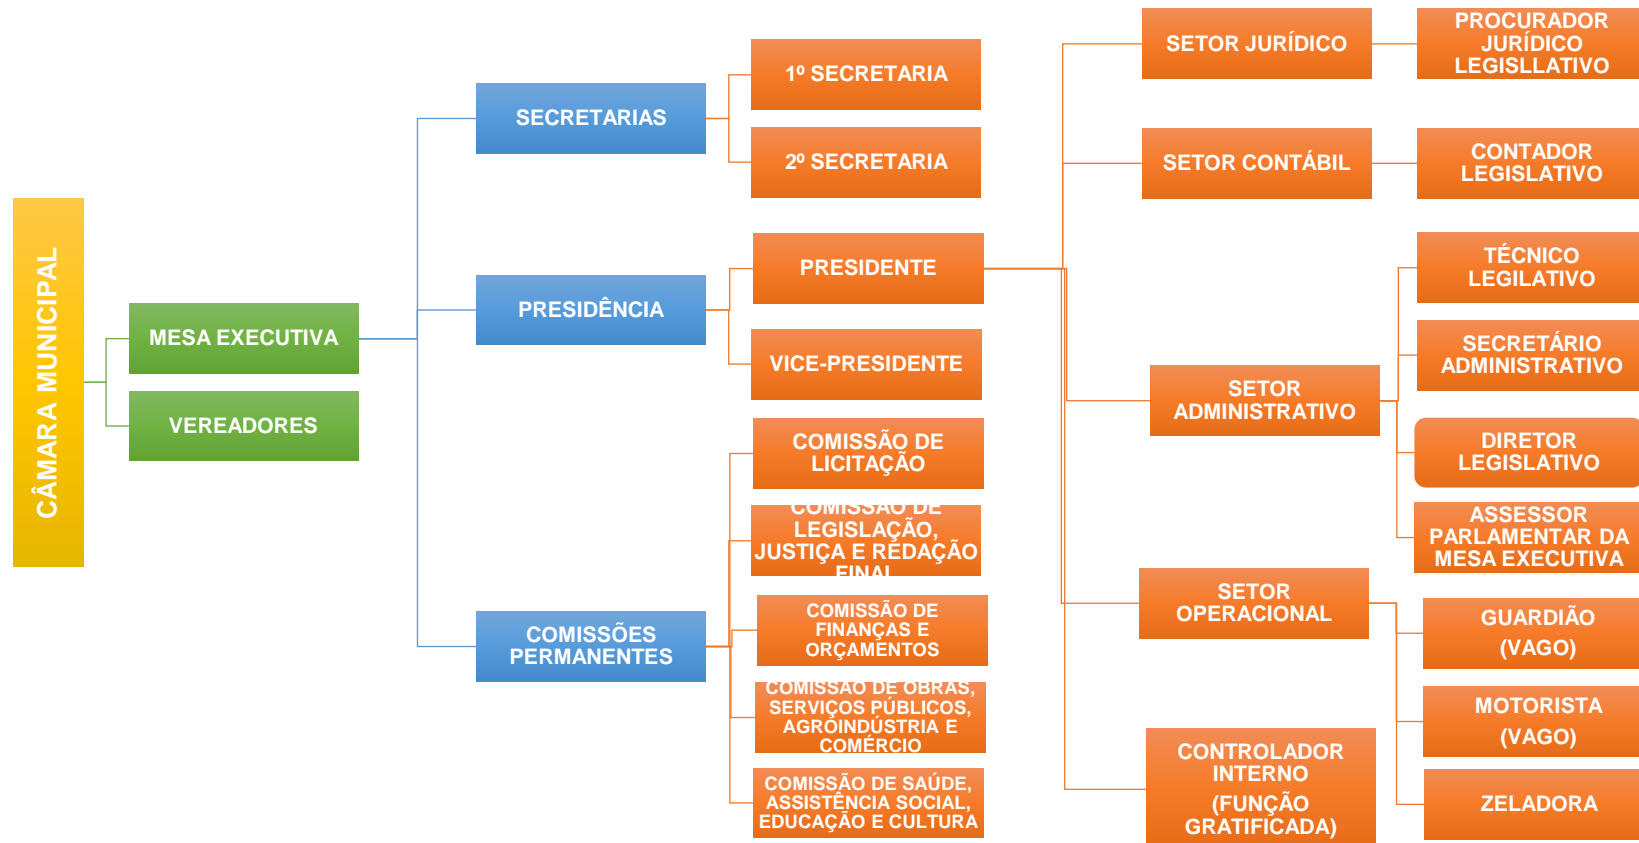 CÂMARA MUNICIPAL
MESA EXECUTIVA
VEREADORES
SECRETARIAS
PRESIDÊNCIA
COMISSÕES
PERMANENTES
1º SECRETARIA
2º SECRETARIA
PRESIDENTE
VICE-PRESIDENTE
COMISSÃO DE
LICITAÇÃO
COMISSÃO DE
LEGISLAÇÃO,
JUSTIÇA E REDAÇÃO
FINAL
COMISSÃO DE
FINANÇAS E
ORÇAMENTOS
COMISSÃO DE OBRAS,
SERVIÇOS PÚBLICOS,
AGROINDÚSTRIA E
COMÉRCIO
COMISSÃO DE SAÚDE,
ASSISTÊNCIA SOCIAL,
EDUCAÇÃO E CULTURA
SETOR JURÍDICO
SETOR CONTÁBIL
SETOR
ADMINISTRATIVO
SETOR
OPERACIONAL
CONTROLADOR
INTERNO
(FUNÇÃO
GRATIFICADA)
PROCURADOR
JURÍDICO
LEGISLLATIVO
CONTADOR
LEGISLATIVO
TÉCNICO
LEGILATIVO
SECRETÁRIO
ADMINISTRATIVO
DIRETOR
LEGISLATIVO
ASSESSOR
PARLAMENTAR DA
MESA EXECUTIVA
GUARDIÃO
(VAGO)
MOTORISTA
(VAGO)
ZELADORA